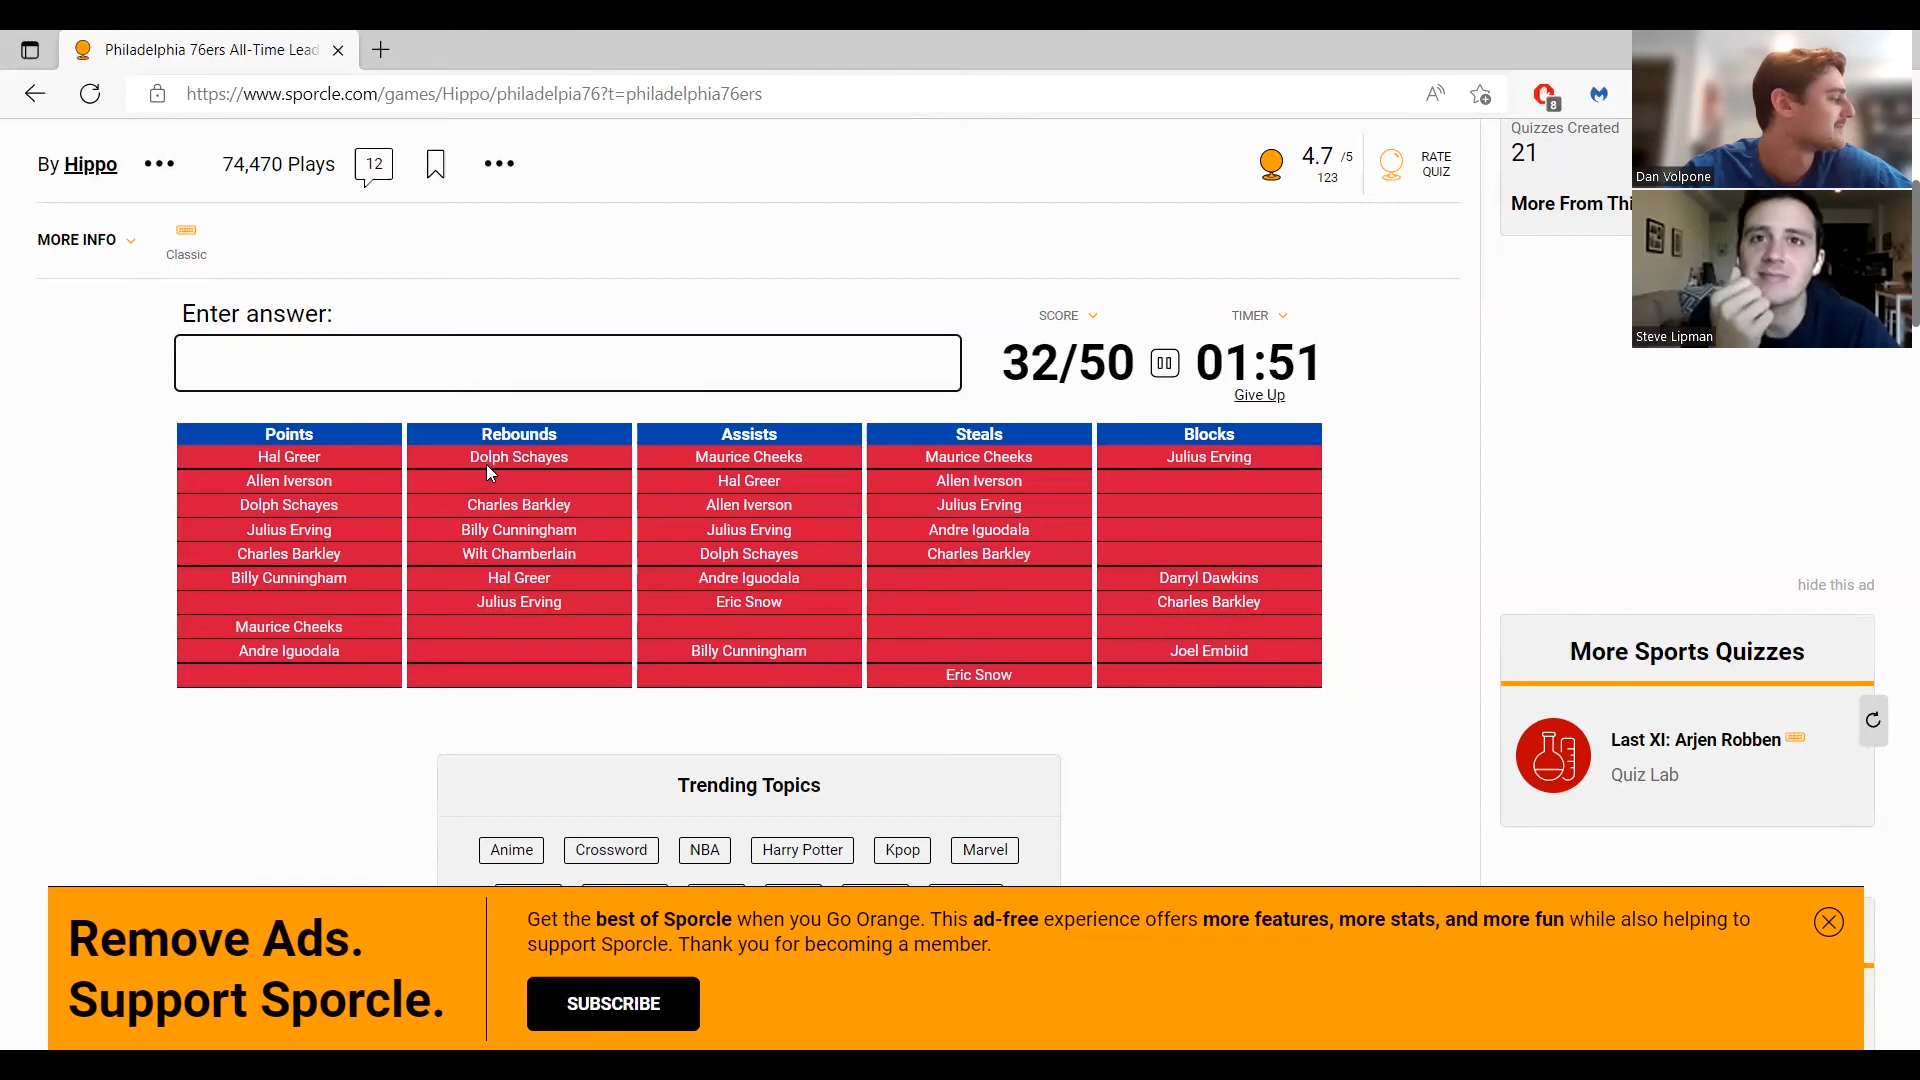 Philadelphia 76ers All-Time Lead
https://www.sporcle.com/games/Hippo/philadelpia76?t=philadelphia76ers
8
By Hippo
74,470 Plays
12
4.7 /5
123
RATE
QUIZ
Quizzes Created
21
More From Thi
Dan Volpone
Steve Lipman
MORE INFO
Classic
Enter answer:
SCORE
TIMER
32/50
01:51
Give Up
Points Rebounds Assists Steals Blocks
Hal Greer Dolph Schayes Maurice Cheeks Maurice Cheeks Julius Erving
Allen Iverson Hal Greer Allen Iverson
Dolph Schayes Charles Barkley Allen Iverson Julius Erving
Julius Erving Billy Cunningham Julius Erving Andre Iguodala
Charles Barkley Wilt Chamberlain Dolph Schayes Charles Barkley
Billy Cunningham Hal Greer Andre Iguodala Darryl Dawkins
Julius Erving Eric Snow Charles Barkley
Maurice Cheeks
Andre Iguodala Billy Cunningham Joel Embiid
Eric Snow
hide this ad
More Sports Quizzes
Last XI: Arjen Robben
Quiz Lab
Trending Topics
Anime Crossword NBA Harry Potter Kpop Marvel
Remove Ads.
Support Sporcle.
Get the best of Sporcle when you Go Orange. This ad-free experience offers more features, more stats, and more fun while also helping to
support Sporcle. Thank you for becoming a member.
SUBSCRIBE